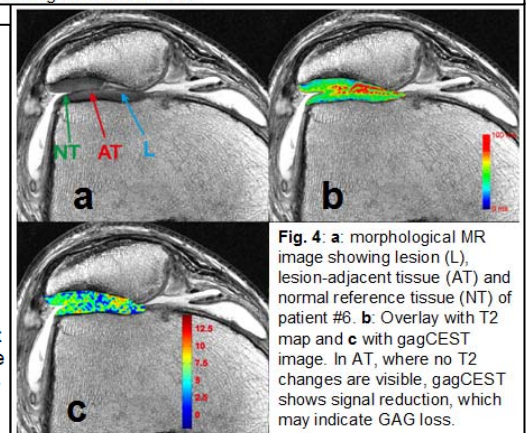 NT AT L
a
100 ms
0 ms
b
12.5
10
7.5
5
2.5
0
c
Fig. 4: a: morphological MR
image showing lesion (L),
lesion-adjacent tissue (AT) and
normal reference tissue (NT) of
patient #6. b: Overlay with T2
map and c with gagCEST
image. In AT, where no T2
changes are visible, gagCEST
shows signal reduction, which
may indicate GAG loss.